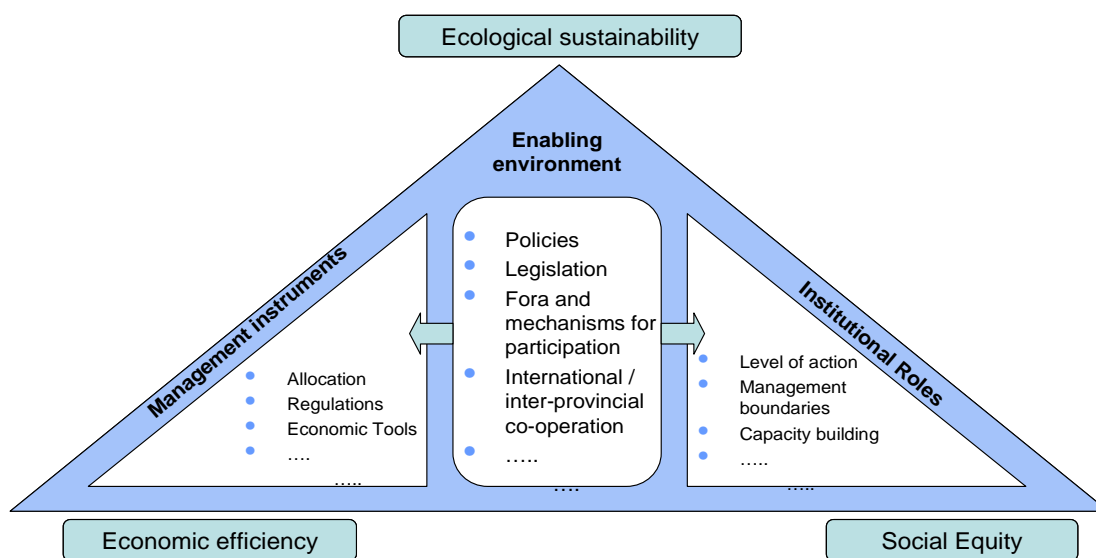 Ecological sustainability
Enabling
environment
Management instruments
Institutional Roles
Policies
Legislation
Fora and
mechanisms for
participation
International /
inter-provincial
co-operation
…..
….
Allocation
Regulations
Economic Tools
….
…..
Level of action
Management
boundaries
Capacity building
…..
…..
Economic efficiency
Social Equity